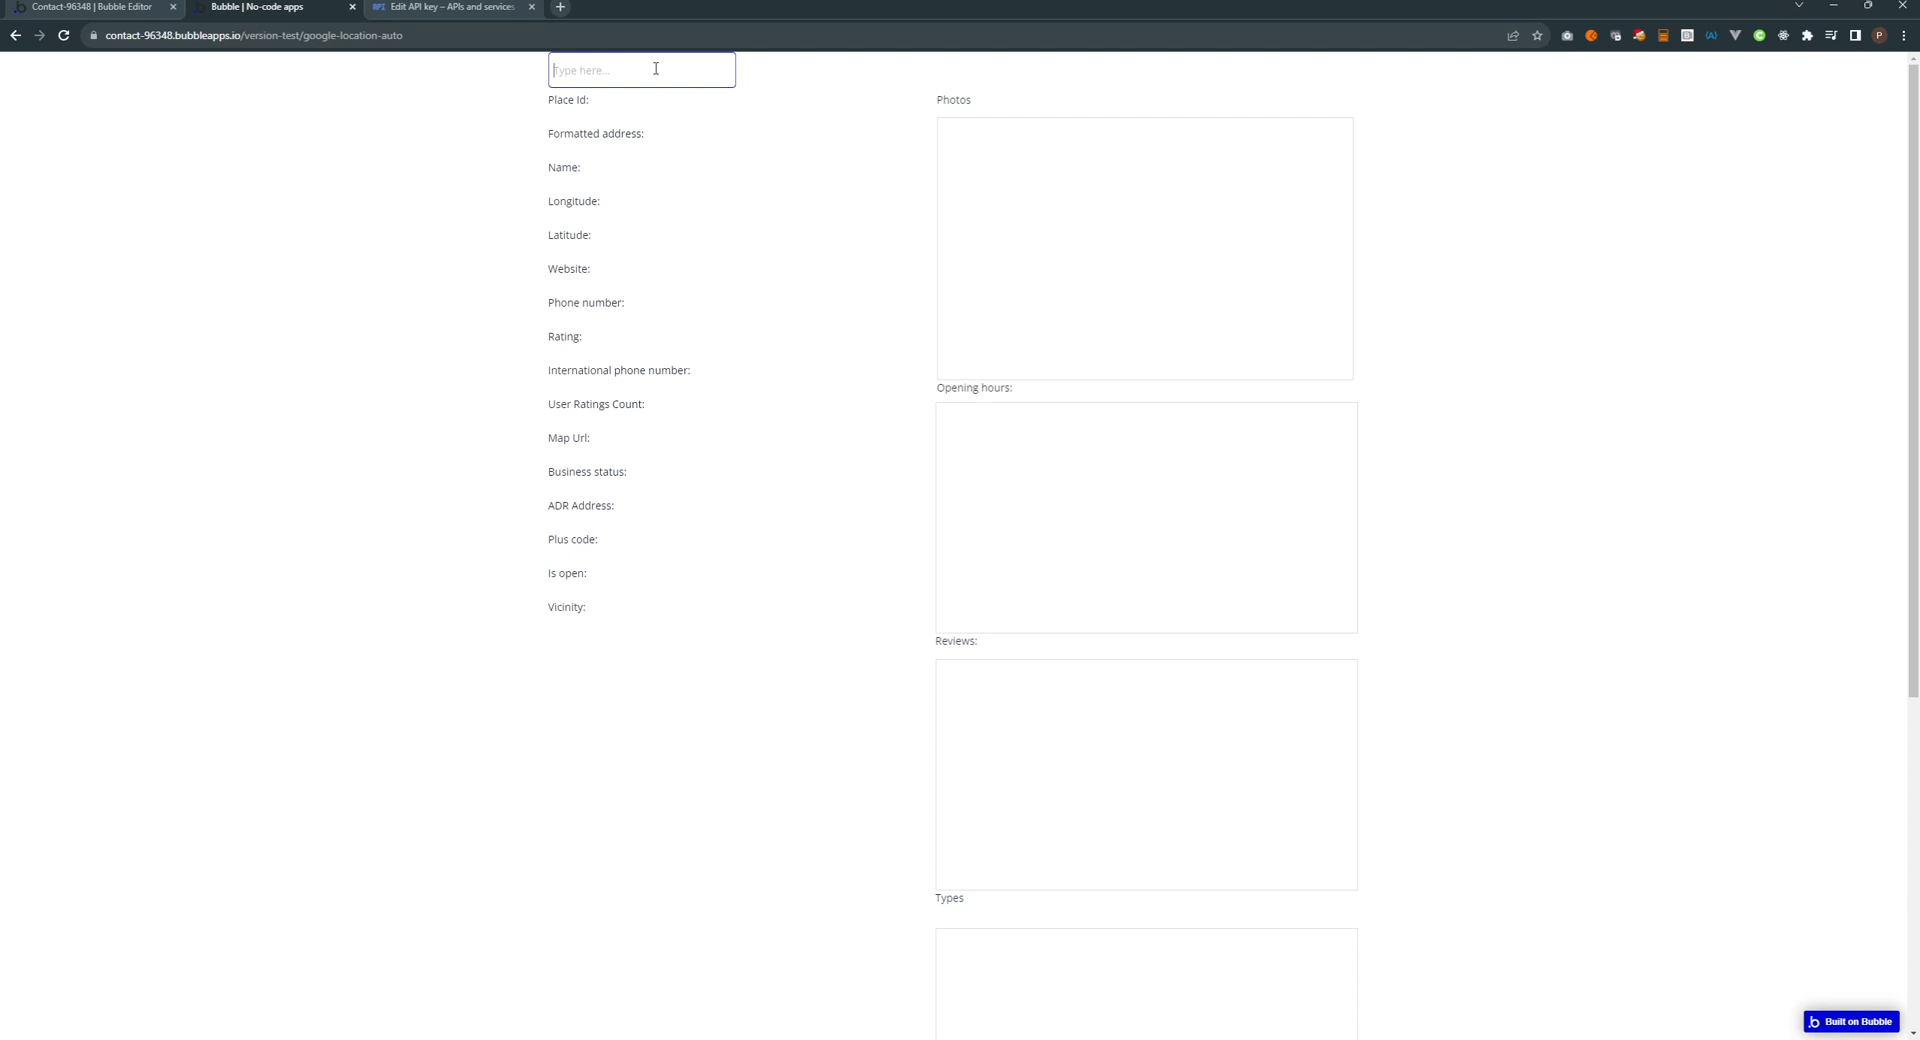 Contact-96348 | Bubble Editor
Bubble | No-code apps
API Edit API key – APIs and services
contact-96348.bubbleapps.io/version-test/google-location-auto
Type here...
Place Id:
Formatted address:
Name:
Longitude:
Latitude:
Website:
Phone number:
Rating:
International phone number:
User Ratings Count:
Map Url:
Business status:
ADR Address:
Plus code:
Is open:
Vicinity:
Photos
Opening hours:
Reviews:
Types
Built on Bubble